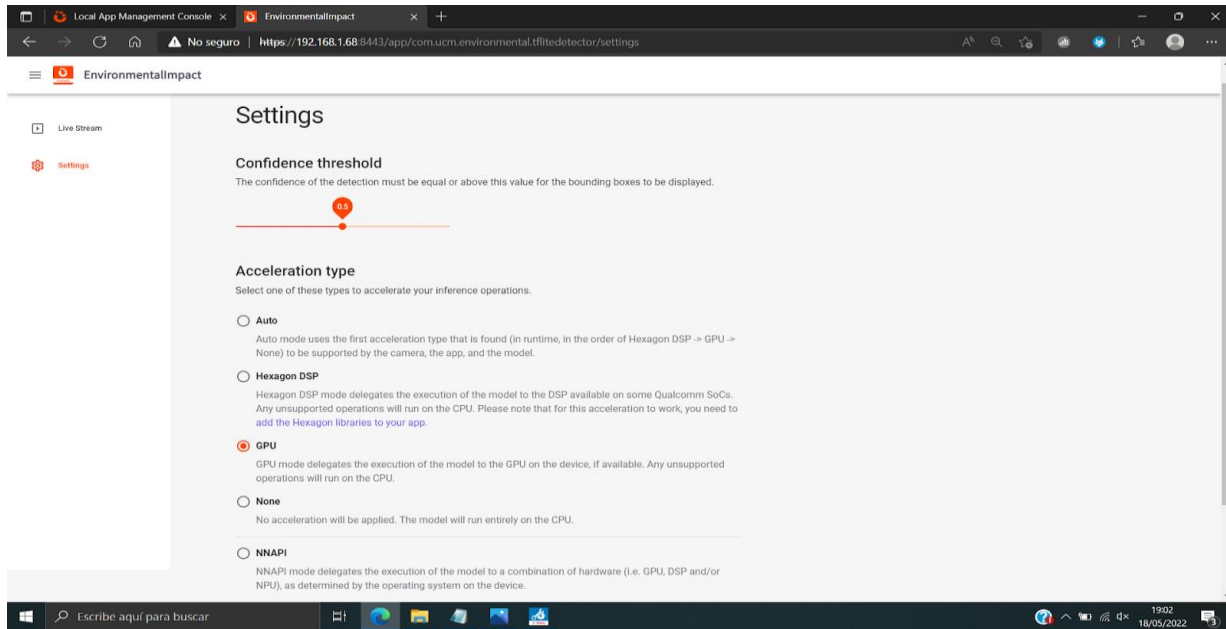 Local App Management Console
EnvironmentalImpact
No seguro | https://192.168.1.68:8443/app/com.ucm.environmental.tflitedetector/settings
EnvironmentalImpact
Live Stream
Settings
Settings
Confidence threshold
The confidence of the detection must be equal or above this value for the bounding boxes to be displayed.
0.5
Acceleration type
Select one of these types to accelerate your inference operations.
Auto
Auto mode uses the first acceleration type that is found (in runtime, in the order of Hexagon DSP -> GPU ->
None) to be supported by the camera, the app, and the model.
Hexagon DSP
Hexagon DSP mode delegates the execution of the model to the DSP available on some Qualcomm SoCs.
Any unsupported operations will run on the CPU. Please note that for this acceleration to work, you need to
add the Hexagon libraries to your app.
GPU
GPU mode delegates the execution of the model to the GPU on the device, if available. Any unsupported
operations will run on the CPU.
None
No acceleration will be applied. The model will run entirely on the CPU.
NNAPI
NNAPI mode delegates the execution of the model to a combination of hardware (i.e. GPU, DSP and/or
NPU), as determined by the operating system on the device.
Escribe aquí para buscar
19:02
18/05/2022